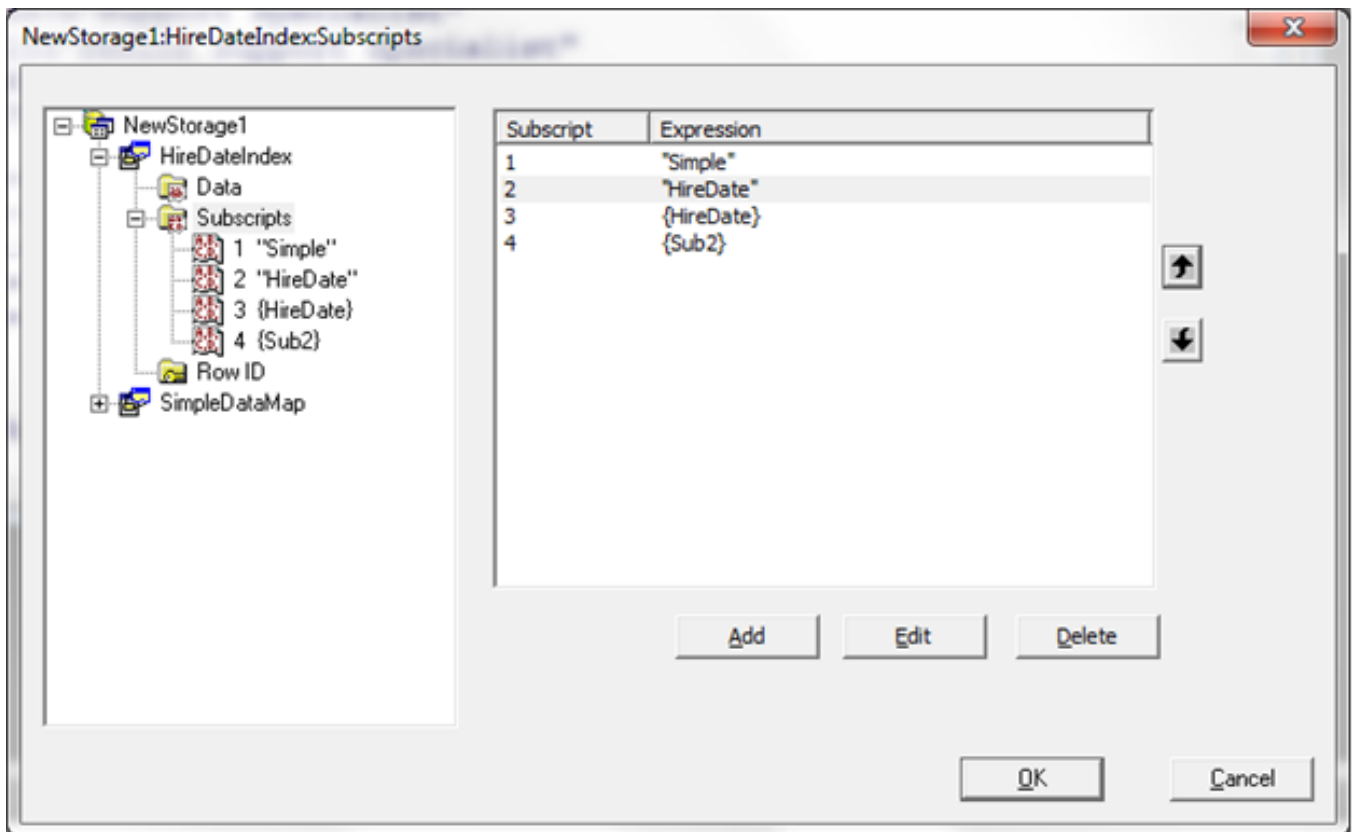 NewStorage1:HireDateIndex:Subscripts
NewStorage1
HireDateIndex
Data
Subscripts
1 "Simple"
2 "HireDate"
3 {HireDate}
4 {Sub2}
Row ID
SimpleDataMap
Subscript Expression
1 "Simple"
2 "HireDate"
3 {HireDate}
4 {Sub2}
Add Edit Delete
OK Cancel